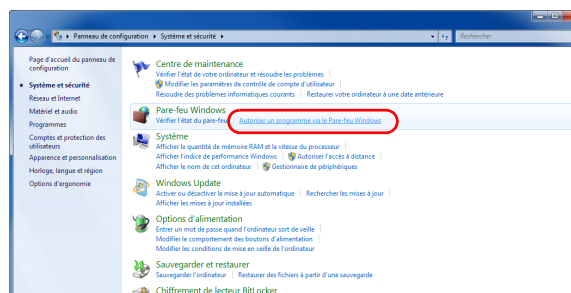 Panneau de configuration ▸ Système et sécurité ▸
Rechercher
Page d'accueil du panneau de
configuration
Système et sécurité
Réseau et Internet
Matériel et audio
Programmes
Comptes et protection des
utilisateurs
Apparence et personnalisation
Horloge, langue et région
Options d'ergonomie
Centre de maintenance
Vérifier l'état de votre ordinateur et résoudre les problèmes
Modifier les paramètres de contrôle de compte d'utilisateur
Résoudre des problèmes informatiques courants | Restaurer votre ordinateur à une date antérieure
Pare-feu Windows
Vérifier l'état du pare-feu Autoriser un programme via le Pare-feu Windows
Système
Afficher la quantité de mémoire RAM et la vitesse du processeur
Afficher l'indice de performance Windows | Autoriser l'accès à distance
Afficher le nom de cet ordinateur | Gestionnaire de périphériques
Windows Update
Activer ou désactiver la mise à jour automatique | Rechercher les mises à jour
Afficher les mises à jour installées
Options d'alimentation
Entrer un mot de passe quand l'ordinateur sort de veille
Modifier le comportement des boutons d'alimentation
Modifier les conditions de mise en veille de l'ordinateur
Sauvegarder et restaurer
Sauvegarder l'ordinateur | Restaurer des fichiers à partir d'une sauvegarde
Chiffrement de lecteur BitLocker